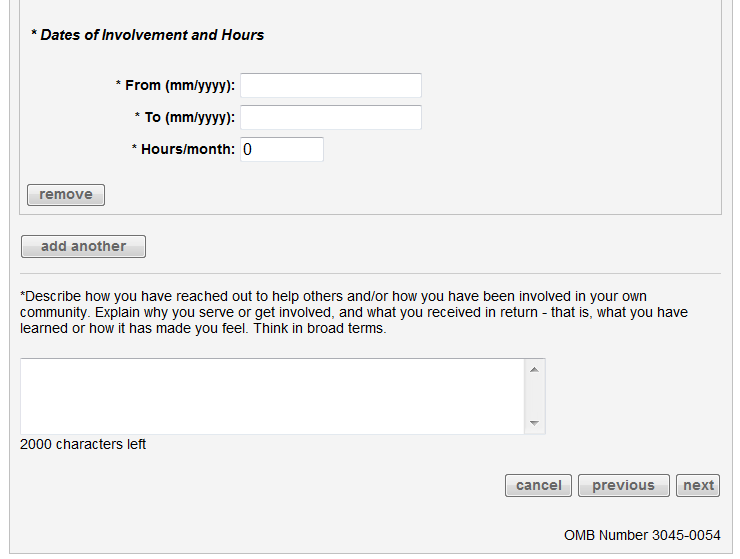 * Dates of Involvement and Hours
* From (mm/yyyy):
* To (mm/yyyy):
* Hours/month: 0
remove
add another
*Describe how you have reached out to help others and/or how you have been involved in your own
community. Explain why you serve or get involved, and what you received in return - that is, what you have
learned or how it has made you feel. Think in broad terms.
2000 characters left
cancel previous next
OMB Number 3045-0054